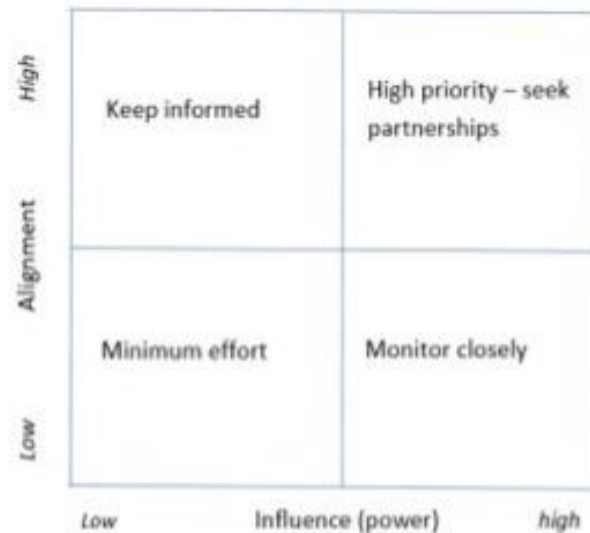 High
Keep informed
High priority – seek
partnerships
Alignment
Minimum effort
Monitor closely
Low
Low
Influence (power)
high